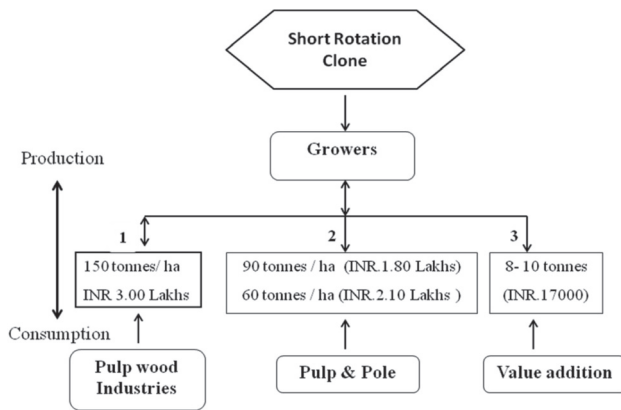 Short Rotation
Clone
Growers
Production
1
2
3
150 tonnes/ ha
INR 3.00 Lakhs
90 tonnes / ha (INR.1.80 Lakhs)
60 tonnes / ha (INR.2.10 Lakhs )
8- 10 tonnes
(INR.17000)
Consumption
Pulp wood
Industries
Pulp & Pole
Value addition